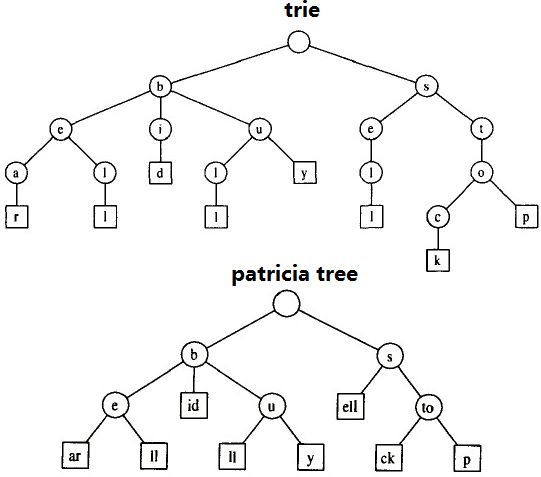 trie
b s
e i u e t
a l d l y l o
r l l l c p
k
patricia tree
b s
e id u ell to
ar ll ll y ck p